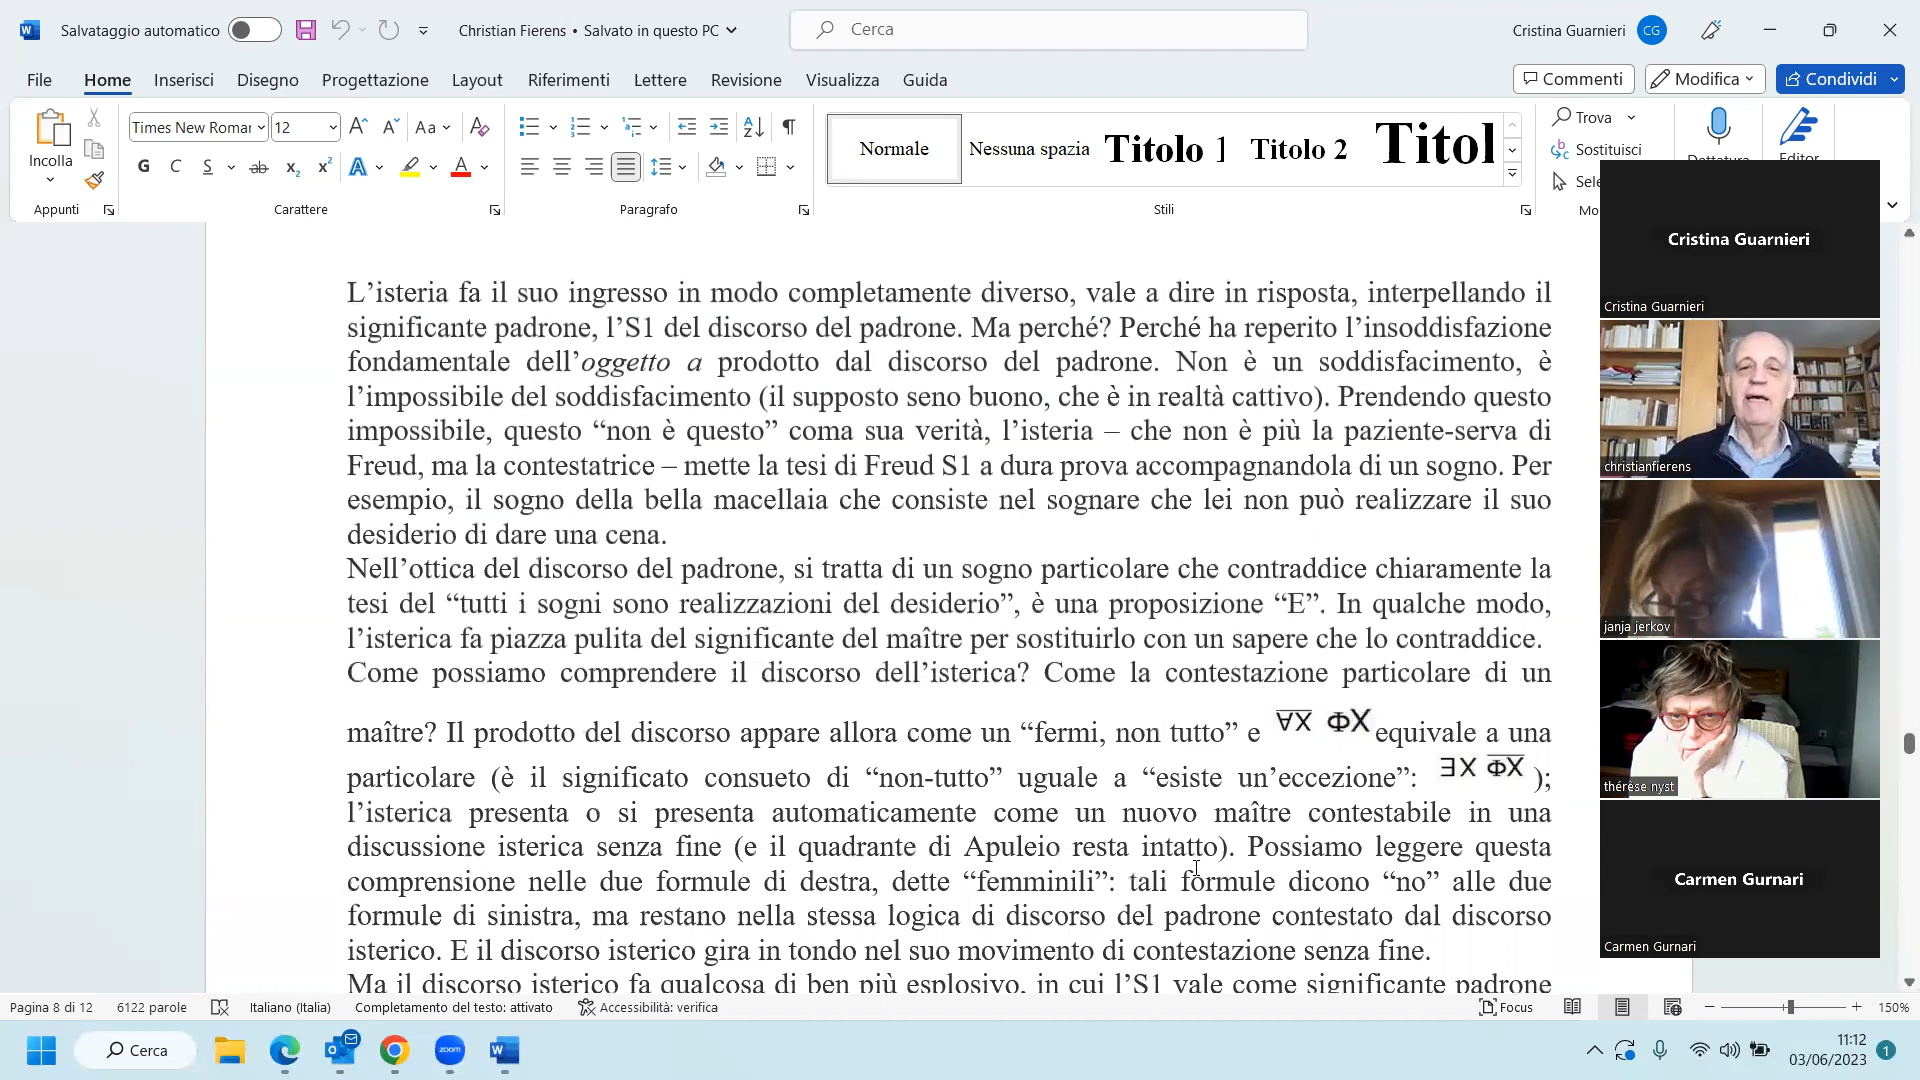 Salvataggio automatico
Christian Fierens • Salvato in questo PC
Cerca
Cristina Guarnieri
CG
File Home Inserisci Disegno Progettazione Layout Riferimenti Lettere Revisione Visualizza Guida
Commenti
Modifica
Condividi
Incolla
Appunti
Times New Romar
12
Aa
G C S ab x₂ x² A A
Carattere
Paragrafo
Normale
Nessuna spazia
Titolo 1
Titolo 2
Titol
Stili
Trova
Sostituisci
Sele
Mo
Dettatura
Editor
L’isteria fa il suo ingresso in modo completamente diverso, vale a dire in risposta, interpellando il
significante padrone, l’S1 del discorso del padrone. Ma perché? Perché ha reperito l’insoddisfazione
fondamentale dell’oggetto a prodotto dal discorso del padrone. Non è un soddisfacimento, è
l’impossibile del soddisfacimento (il supposto seno buono, che è in realtà cattivo). Prendendo questo
impossibile, questo “non è questo” coma sua verità, l’isteria – che non è più la paziente-serva di
Freud, ma la contestatrice – mette la tesi di Freud S1 a dura prova accompagnandola di un sogno. Per
esempio, il sogno della bella macellaia che consiste nel sognare che lei non può realizzare il suo
desiderio di dare una cena.
Nell’ottica del discorso del padrone, si tratta di un sogno particolare che contraddice chiaramente la
tesi del “tutti i sogni sono realizzazioni del desiderio”, è una proposizione “E”. In qualche modo,
l’isterica fa piazza pulita del significante del maître per sostituirlo con un sapere che lo contraddice.
Come possiamo comprendere il discorso dell’isterica? Come la contestazione particolare di un
maître? Il prodotto del discorso appare allora come un “fermi, non tutto” e ∀̅X̅ ΦX equivale a una
particolare (è il significato consueto di “non-tutto” uguale a “esiste un’eccezione”: ∃X Φ̅X̅ );
l’isterica presenta o si presenta automaticamente come un nuovo maître contestabile in una
discussione isterica senza fine (e il quadrante di Apuleio resta intatto). Possiamo leggere questa
comprensione nelle due formule di destra, dette “femminili”: tali formule dicono “no” alle due
formule di sinistra, ma restano nella stessa logica di discorso del padrone contestato dal discorso
isterico. E il discorso isterico gira in tondo nel suo movimento di contestazione senza fine.
Ma il discorso isterico fa qualcosa di ben più esplosivo, in cui l’S1 vale come significante padrone
Cristina Guarnieri
Cristina Guarnieri
christianfierens
janja jerkov
thérèse nyst
Carmen Gurnari
Carmen Gurnari
Pagina 8 di 12
6122 parole
Italiano (Italia)
Completamento del testo: attivato
Accessibilità: verifica
Focus
150%
Cerca
zoom
11:12
03/06/2023
1